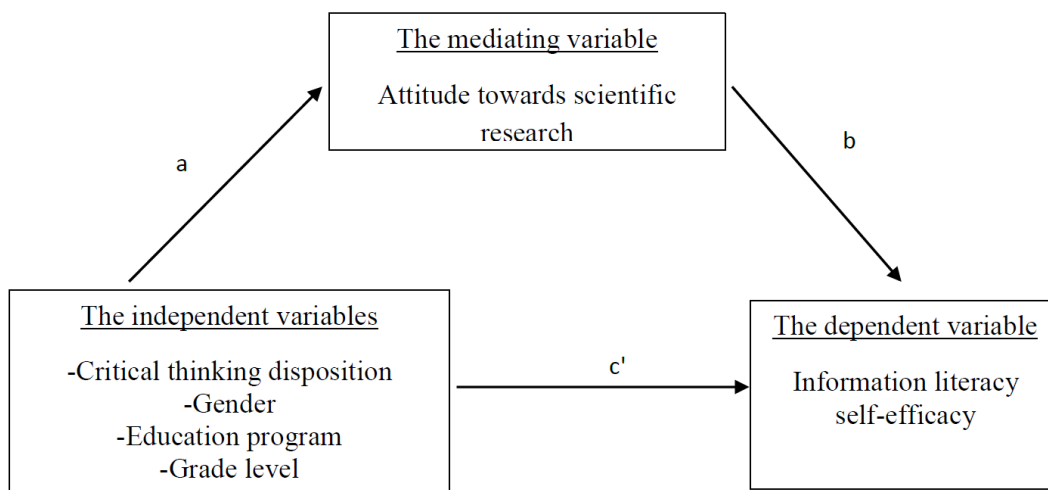 The mediating variable
Attitude towards scientific
research
a
b
The independent variables
-Critical thinking disposition
-Gender
-Education program
-Grade level
c'
The dependent variable
Information literacy
self-efficacy